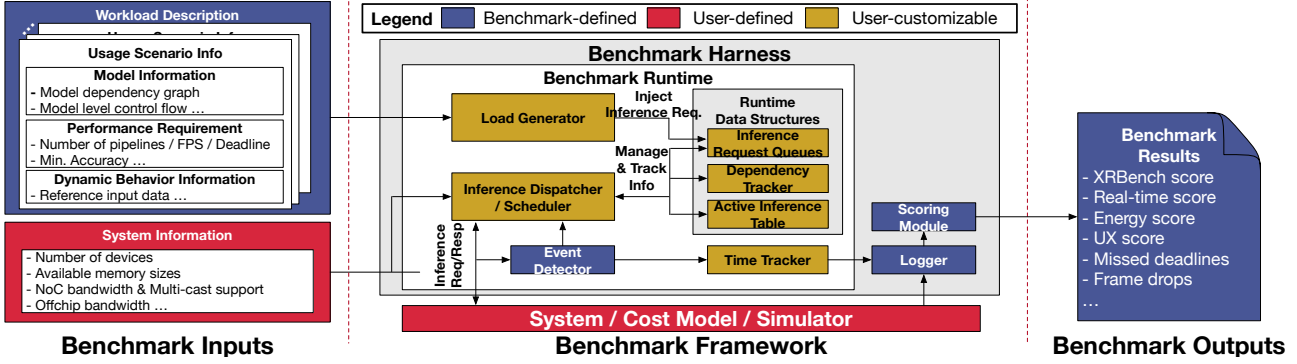 Workload Description
Usage Scenario Info
Model Information
- Model dependency graph
- Model level control flow ...
Performance Requirement
- Number of pipelines / FPS / Deadline
- Min. Accuracy ...
Dynamic Behavior Information
- Reference input data ...
System Information
- Number of devices
- Available memory sizes
- NoC bandwidth & Multi-cast support
- Offchip bandwidth ...
Benchmark Inputs
Legend
Benchmark-defined
User-defined
User-customizable
Benchmark Harness
Benchmark Runtime
Load Generator
Inject
Inference Req.
Runtime
Data Structures
Inference
Request Queues
Dependency
Tracker
Active Inference
Table
Manage
& Track
Info
Inference Dispatcher
/ Scheduler
Inference
Req/Resp
Event
Detector
Time Tracker
Scoring
Module
Logger
System / Cost Model / Simulator
Benchmark Framework
Benchmark
Results
- XRBench score
- Real-time score
- Energy score
- UX score
- Missed deadlines
- Frame drops
...
Benchmark Outputs